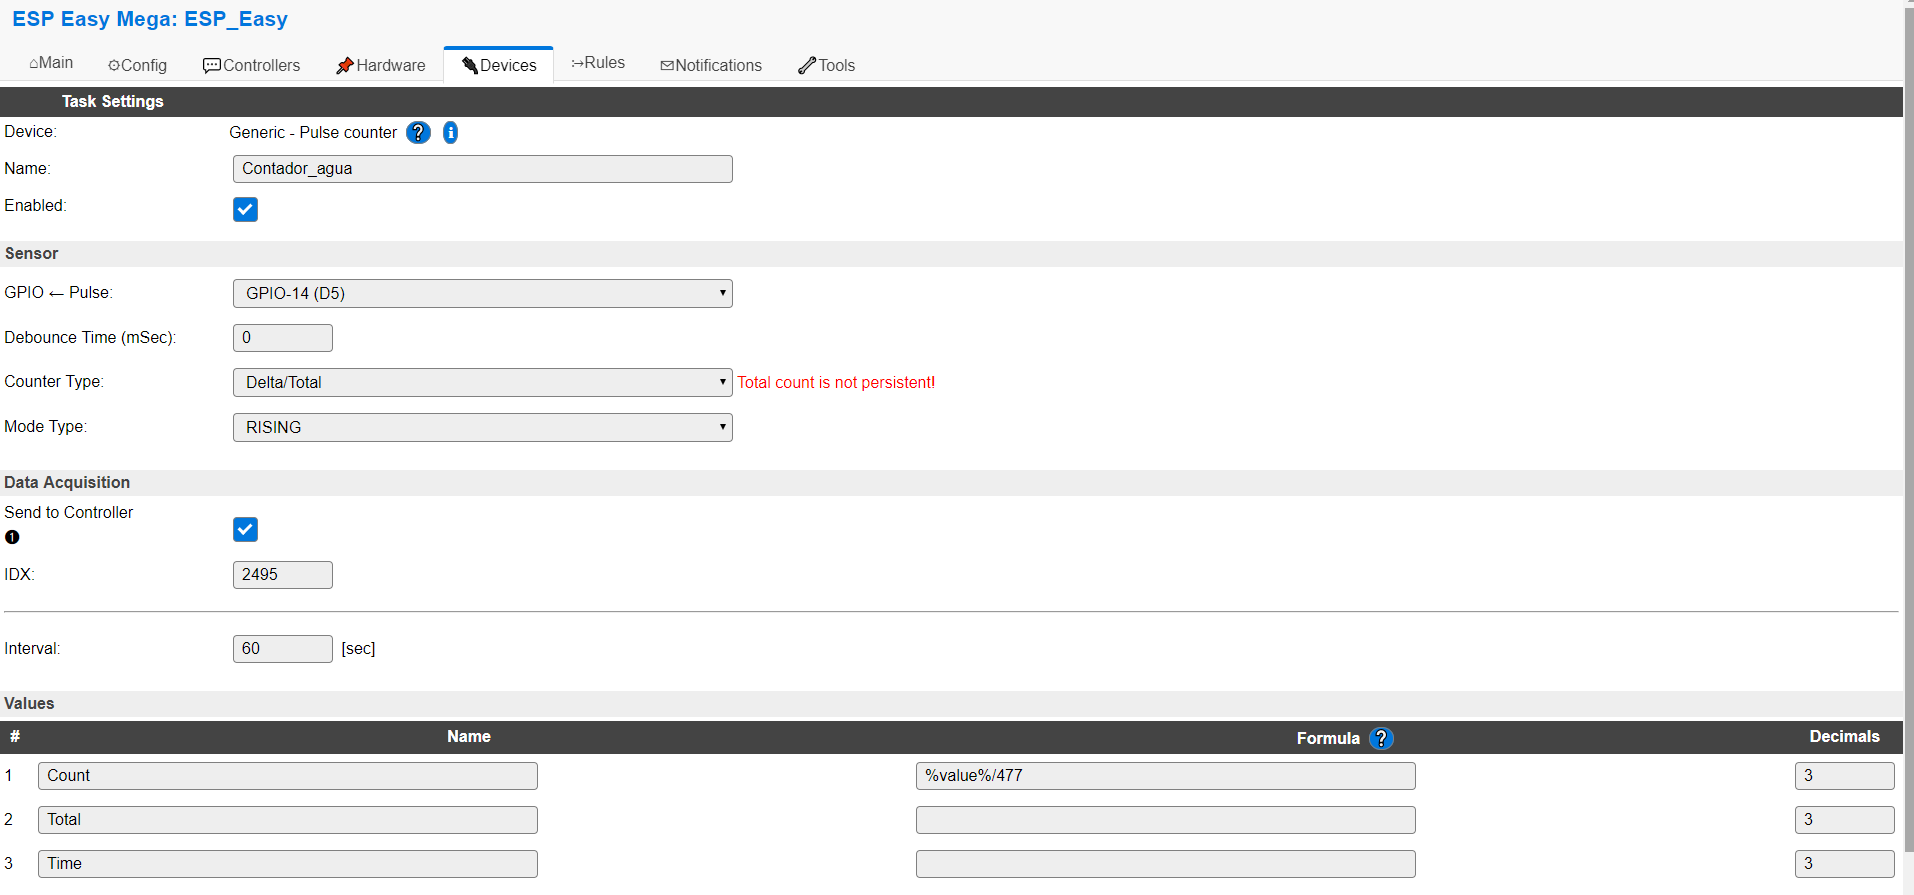 ESP Easy Mega: ESP_Easy
⌂Main ⚙Config 💬Controllers 📌Hardware 🔌Devices ⤳Rules ✉Notifications 🔧Tools
Task Settings
Device: Generic - Pulse counter ? i
Name: Contador_agua
Enabled:
Sensor
GPIO ← Pulse: GPIO-14 (D5)
Debounce Time (mSec): 0
Counter Type: Delta/Total Total count is not persistent!
Mode Type: RISING
Data Acquisition
Send to Controller
❶
IDX: 2495
Interval: 60 [sec]
Values
# Name Formula ? Decimals
1 Count %value%/477 3
2 Total 3
3 Time 3